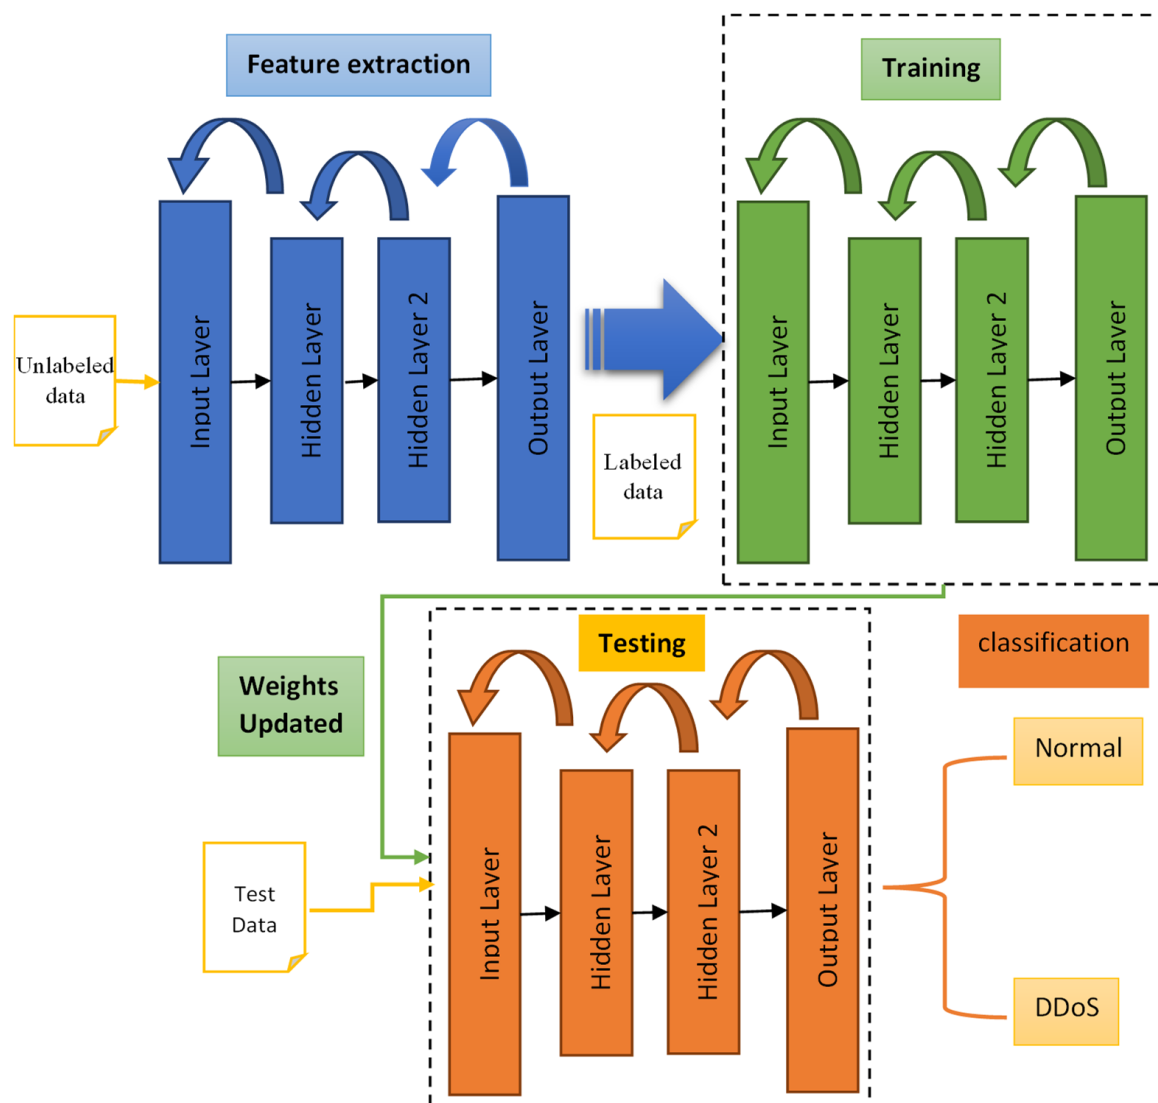 Feature extraction
Training
Unlabeled
data
Input Layer
Hidden Layer
Hidden Layer 2
Output Layer
Labeled
data
Input Layer
Hidden Layer
Hidden Layer 2
Output Layer
Weights
Updated
Testing
classification
Test
Data
Input Layer
Hidden Layer
Hidden Layer 2
Output Layer
Normal
DDoS